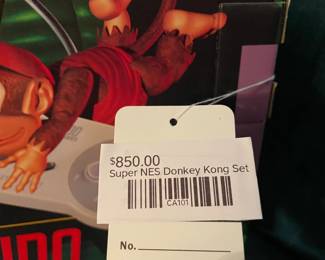 $850.00
Super NES Donkey Kong Set
CA101
No.